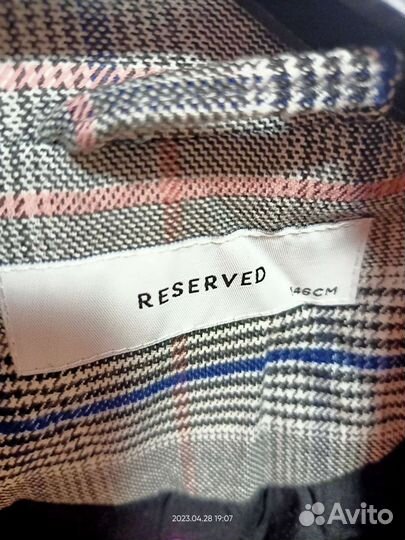 RESERVED
146CM
2023.04.28 19:07
Avito